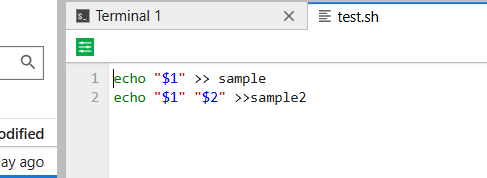 Terminal 1
test.sh
1 echo "$1" >> sample
2 echo "$1" "$2" >>sample2
odified
ay ago